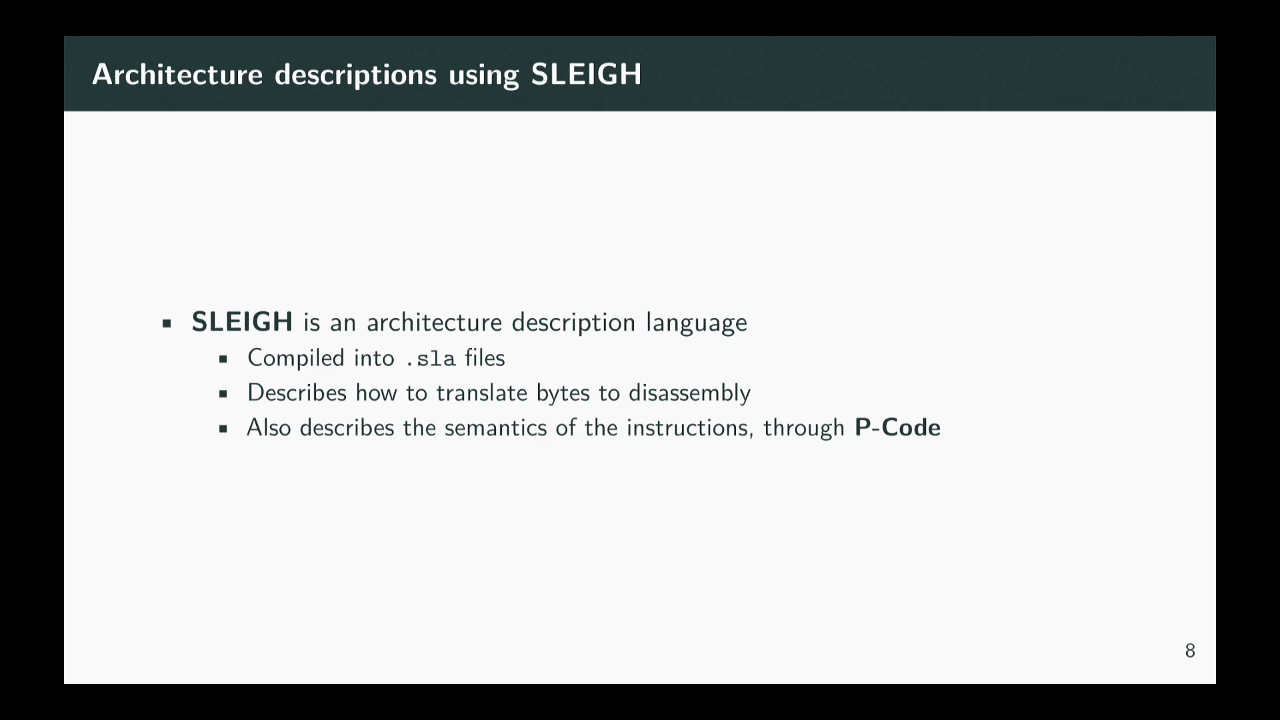 Architecture descriptions using SLEIGH
▪ SLEIGH is an architecture description language
▪ Compiled into .sla files
▪ Describes how to translate bytes to disassembly
▪ Also describes the semantics of the instructions, through P-Code
8